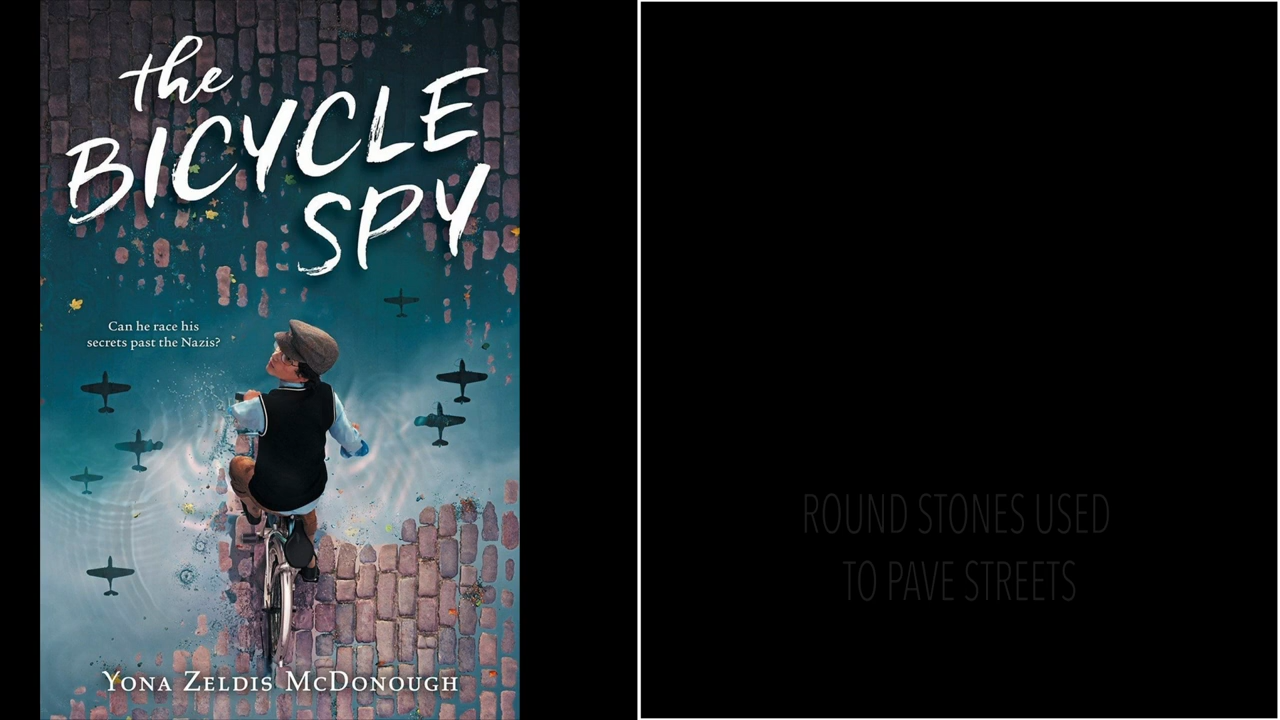 the
BICYCLE
SPY
Can he race his
secrets past the Nazis?
YONA ZELDIS MCDONOUGH
ROUND STONES USED
TO PAVE STREETS